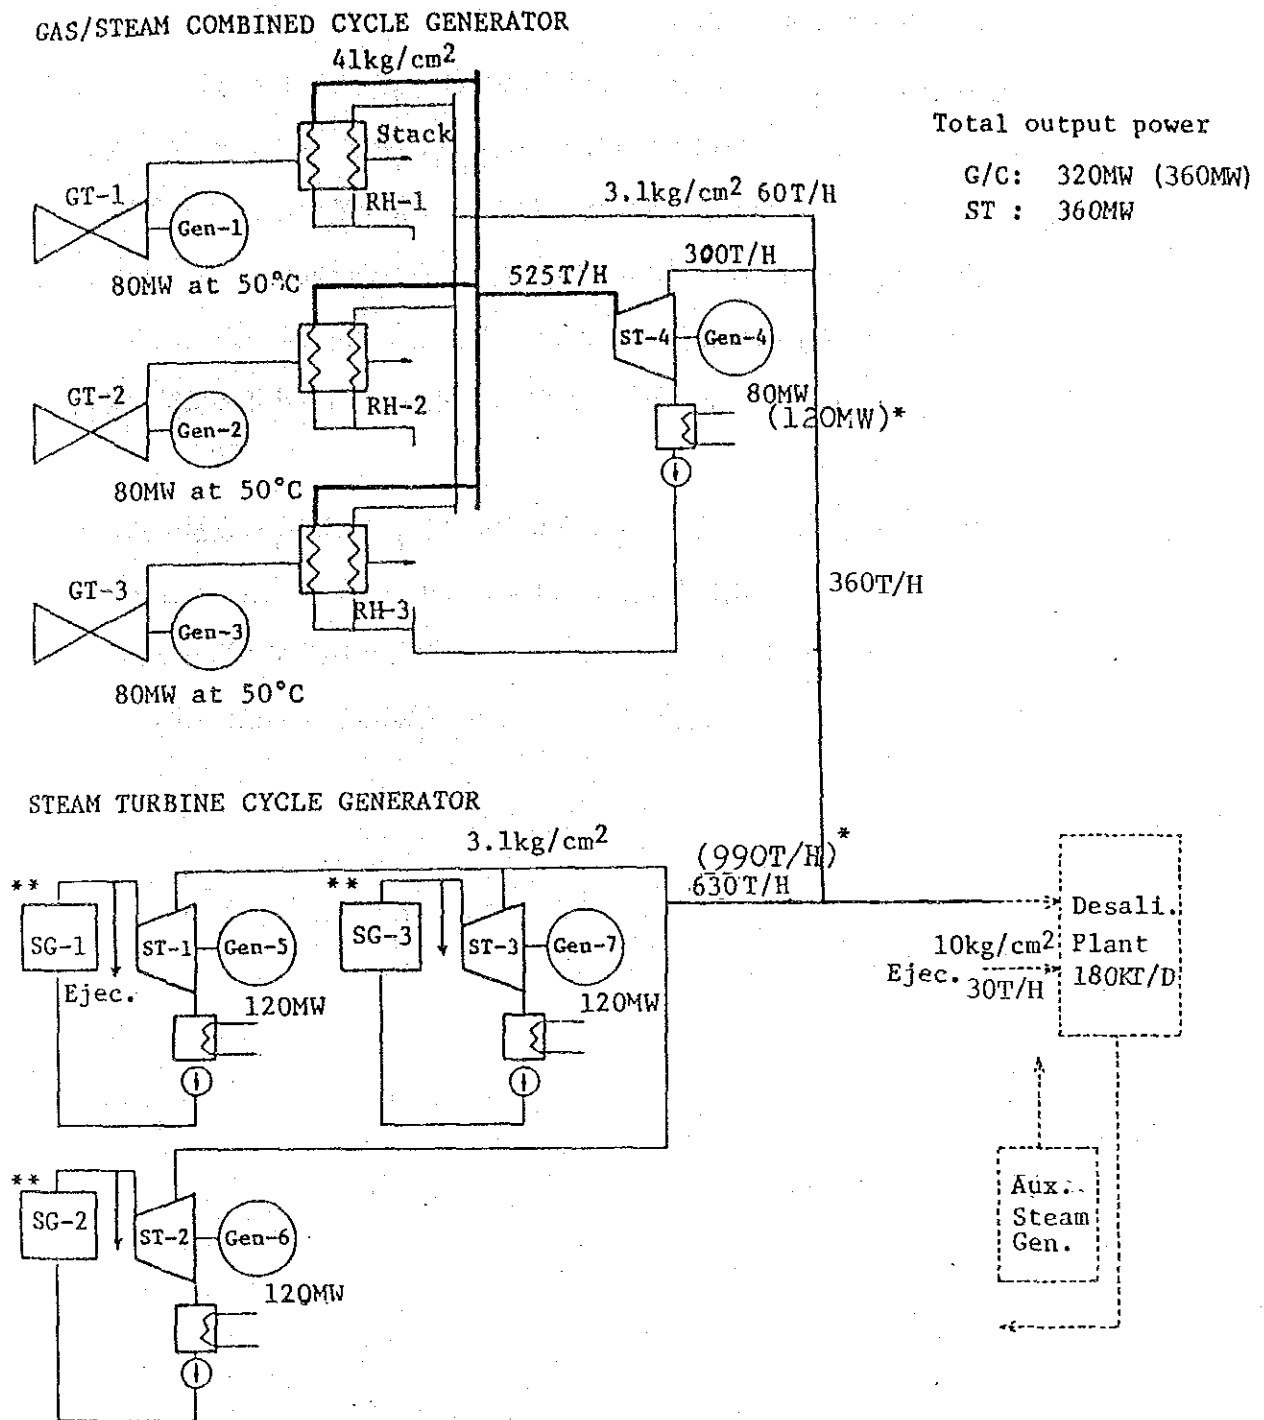 GAS/STEAM COMBINED CYCLE GENERATOR
41kg/cm2
Stack
Total output power
G/C: 320MW (360MW)
ST : 360MW
GT-1
Gen-1
RH-1
80MW at 50°C
3.1kg/cm2 60T/H
300T/H
525T/H
ST-4
Gen-4
80MW
(120MW)*
GT-2
Gen-2
RH-2
80MW at 50°C
GT-3
Gen-3
RH-3
80MW at 50°C
360T/H
STEAM TURBINE CYCLE GENERATOR
3.1kg/cm2
(990T/H)*
630T/H
**
SG-1
Ejec.
ST-1
Gen-5
120MW
**
SG-3
ST-3
Gen-7
120MW
Desali.
Plant
180KT/D
10kg/cm2
Ejec.
30T/H
**
SG-2
ST-2
Gen-6
120MW
Aux.
Steam
Gen.